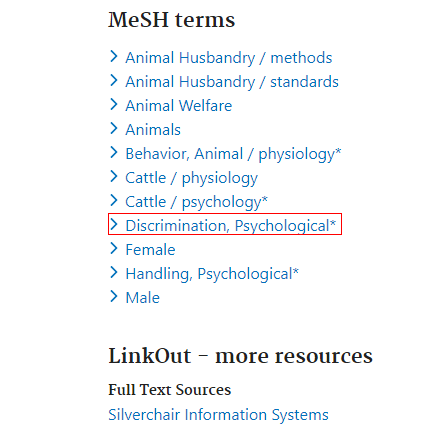 MeSH terms
Animal Husbandry / methods
Animal Husbandry / standards
Animal Welfare
Animals
Behavior, Animal / physiology*
Cattle / physiology
Cattle / psychology*
Discrimination, Psychological*
Female
Handling, Psychological*
Male
LinkOut - more resources
Full Text Sources
Silverchair Information Systems